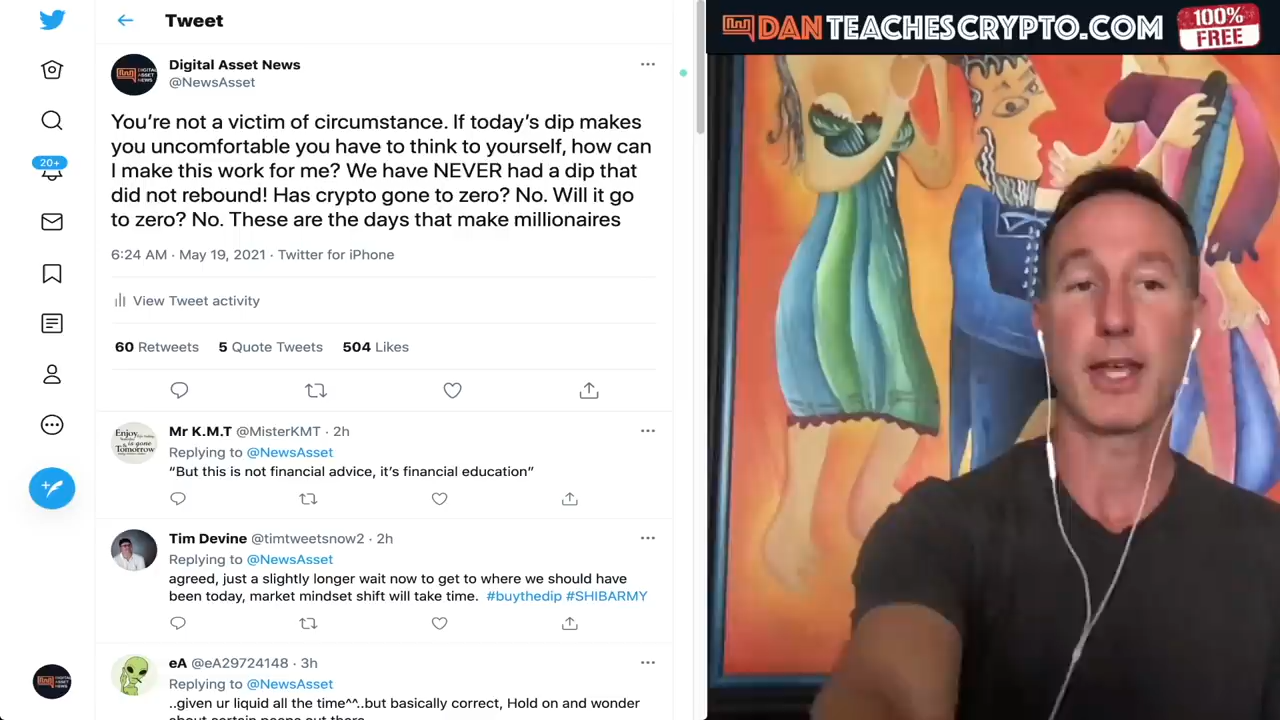 Tweet
Digital Asset News
@NewsAsset
You’re not a victim of circumstance. If today’s dip makes
you uncomfortable you have to think to yourself, how can
I make this work for me? We have NEVER had a dip that
did not rebound! Has crypto gone to zero? No. Will it go
to zero? No. These are the days that make millionaires
6:24 AM · May 19, 2021 · Twitter for iPhone
View Tweet activity
60 Retweets 5 Quote Tweets 504 Likes
Mr K.M.T @MisterKMT · 2h
Replying to @NewsAsset
“But this is not financial advice, it’s financial education”
Tim Devine @timtweetsnow2 · 2h
Replying to @NewsAsset
agreed, just a slightly longer wait now to get to where we should have
been today, market mindset shift will take time. #buythedip #SHIBARMY
eA @eA29724148 · 3h
Replying to @NewsAsset
..given ur liquid all the time^^..but basically correct, Hold on and wonder
20+
DANTEACHESCRYPTO.COM
100%
FREE